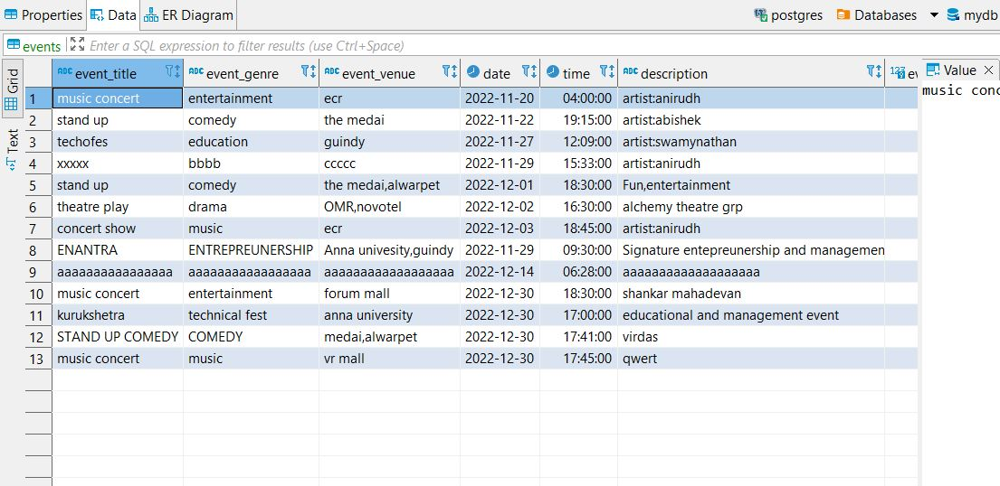 Properties Data ER Diagram postgres Databases mydb
events Enter a SQL expression to filter results (use Ctrl+Space)
Grid
Text
ABC event_title ABC event_genre ABC event_venue date time ABC description 123 Value
1 music concert entertainment ecr 2022-11-20 04:00:00 artist:anirudh
2 stand up comedy the medai 2022-11-22 19:15:00 artist:abishek
3 techofes education guindy 2022-11-27 12:09:00 artist:swamynathan
4 xxxxx bbbb ccccc 2022-11-29 15:33:00 artist:anirudh
5 stand up comedy the medai,alwarpet 2022-12-01 18:30:00 Fun,entertainment
6 theatre play drama OMR,novotel 2022-12-02 16:30:00 alchemy theatre grp
7 concert show music ecr 2022-12-03 18:45:00 artist:anirudh
8 ENANTRA ENTREPREUNERSHIP Anna univesity,guindy 2022-11-29 09:30:00 Signature entepreunership and managemen
9 aaaaaaaaaaaaaaaaa aaaaaaaaaaaaaaaaaa aaaaaaaaaaaaaaaaaaa 2022-12-14 06:28:00 aaaaaaaaaaaaaaaaaaaa
10 music concert entertainment forum mall 2022-12-30 18:30:00 shankar mahadevan
11 kurukshetra technical fest anna university 2022-12-30 17:00:00 educational and management event
12 STAND UP COMEDY COMEDY medai,alwarpet 2022-12-30 17:41:00 virdas
13 music concert music vr mall 2022-12-30 17:45:00 qwert
music conc